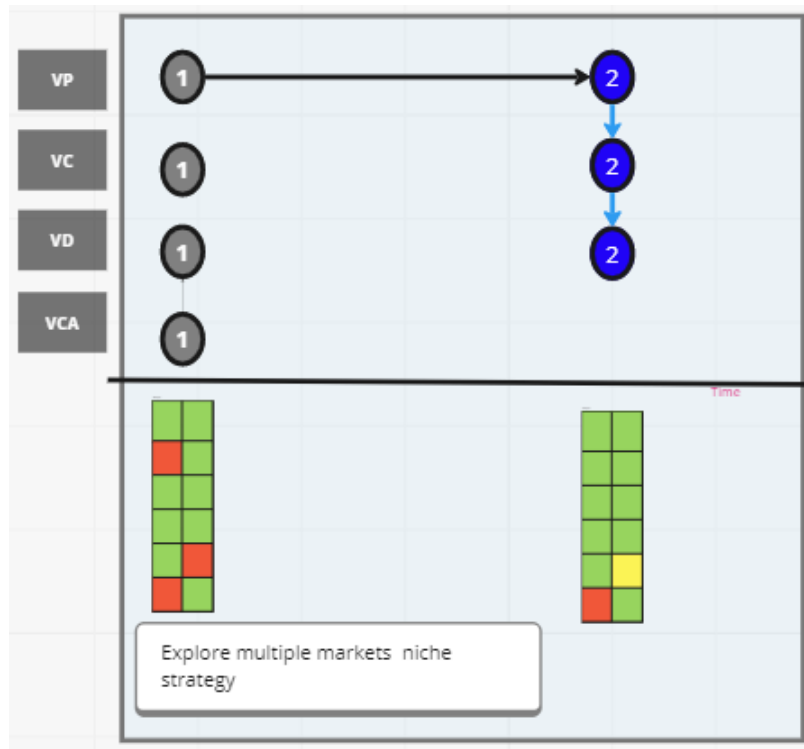 VP
1
2
VC
1
2
VD
1
2
VCA
1
Time
Explore multiple markets niche
strategy